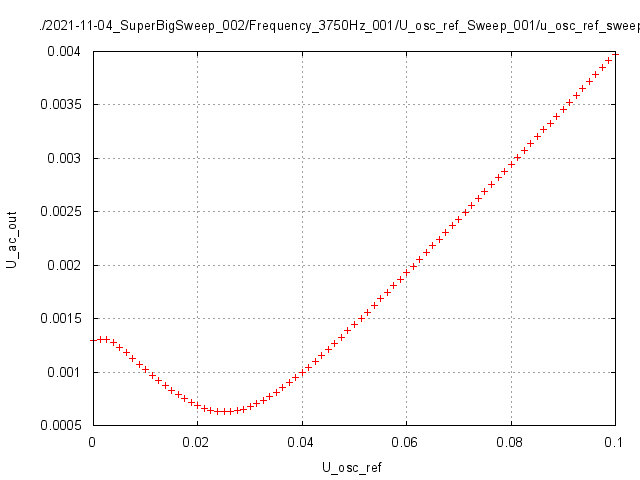 ./2021-11-04_SuperBigSweep_002/Frequency_3750Hz_001/U_osc_ref_Sweep_001/u_osc_ref_sweep
0.004
0.0035
0.003
0.0025
0.002
0.0015
0.001
0.0005
U_ac_out
0 0.02 0.04 0.06 0.08 0.1
U_osc_ref